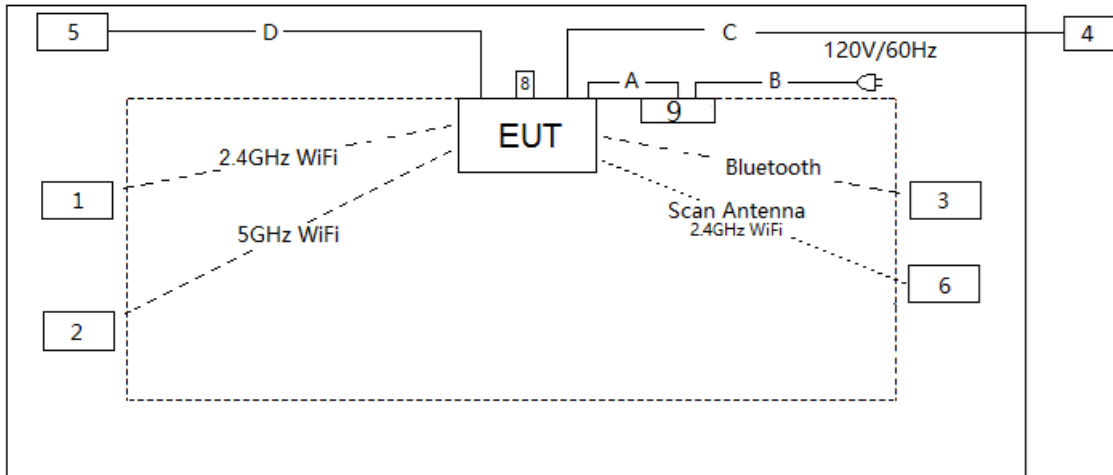 5
D
C
4
120V/60Hz
8
A
B
9
EUT
2.4GHz WiFi
Bluetooth
1
3
Scan Antenna
2.4GHz WiFi
5GHz WiFi
6
2